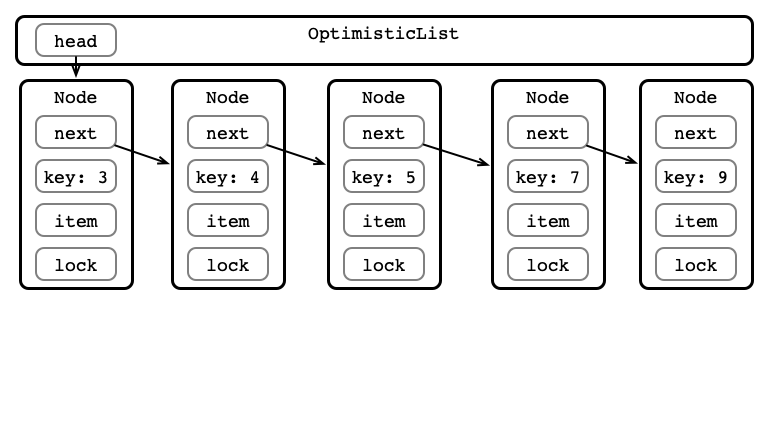 head
OptimisticList
Node Node Node Node Node
next next next next next
key: 3 key: 4 key: 5 key: 7 key: 9
item item item item item
lock lock lock lock lock